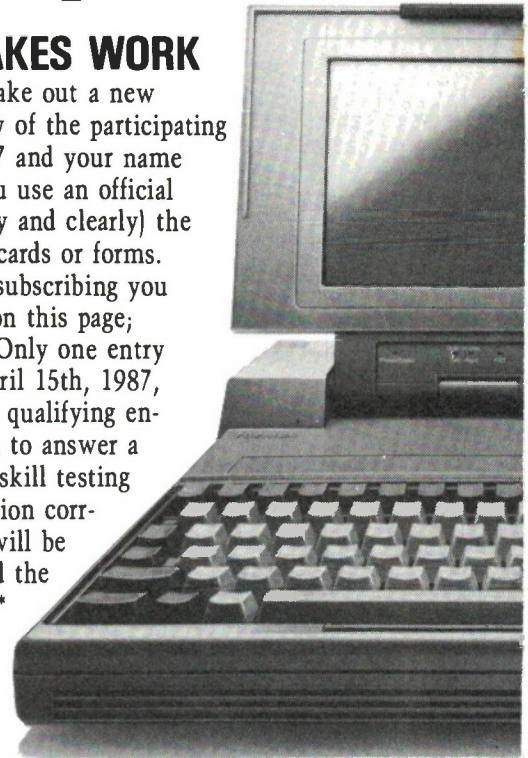 AKES WORK
ake out a new
y of the participating
7 and your name
u use an official
y and clearly) the
cards or forms.
subscribing you
on this page;
Only one entry
ril 15th, 1987,
qualifying en-
to answer a
skill testing
ion corr-
will be
d the
*